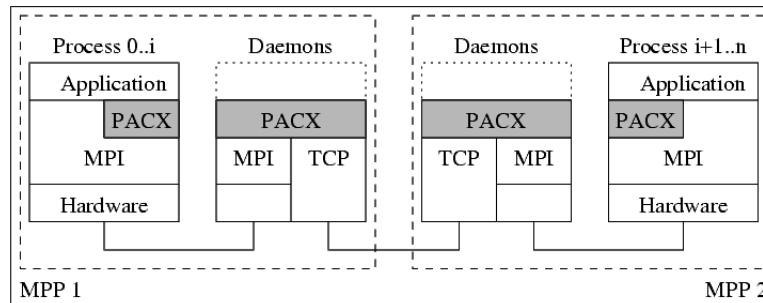 Process 0..i Daemons Daemons Process i+1..n
Application Application
PACX PACX PACX PACX
MPI MPI TCP TCP MPI MPI
Hardware Hardware
MPP 1 MPP 2